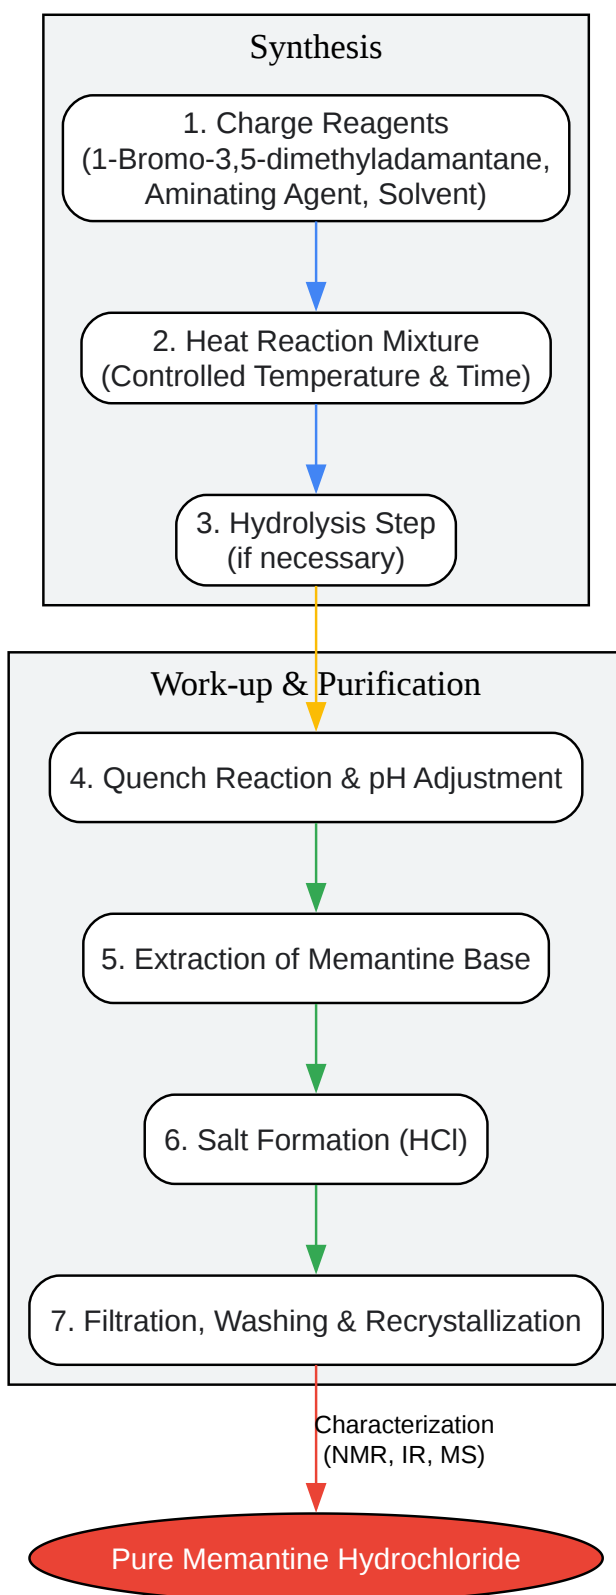 Synthesis
1. Charge Reagents
(1-Bromo-3,5-dimethyladamantane,
Aminating Agent, Solvent)
2. Heat Reaction Mixture
(Controlled Temperature & Time)
3. Hydrolysis Step
(if necessary)
Work-up & Purification
4. Quench Reaction & pH Adjustment
5. Extraction of Memantine Base
6. Salt Formation (HCl)
7. Filtration, Washing & Recrystallization
Characterization
(NMR, IR, MS)
Pure Memantine Hydrochloride